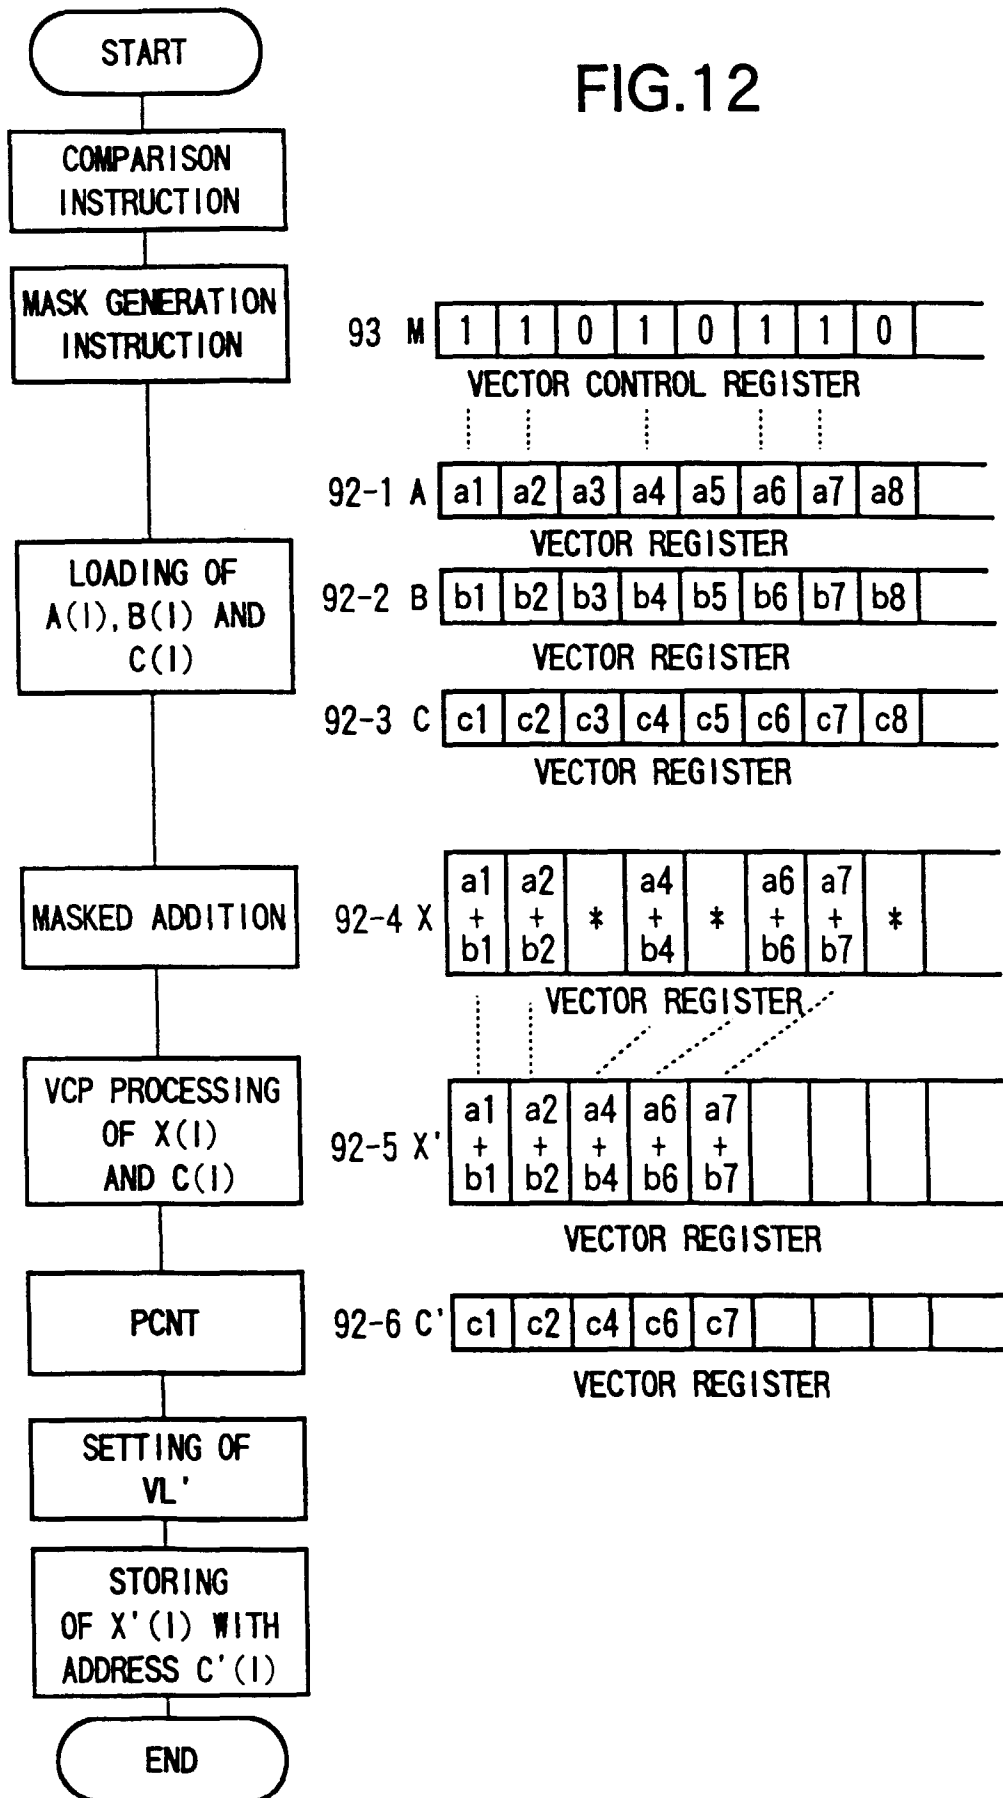 START
FIG.12
COMPARISON
INSTRUCTION
MASK GENERATION
INSTRUCTION
93 M 1 1 0 1 0 1 1 0
VECTOR CONTROL REGISTER
92-1 A a1 a2 a3 a4 a5 a6 a7 a8
VECTOR REGISTER
LOADING OF
A(I), B(I) AND
C(I)
92-2 B b1 b2 b3 b4 b5 b6 b7 b8
VECTOR REGISTER
92-3 C c1 c2 c3 c4 c5 c6 c7 c8
VECTOR REGISTER
MASKED ADDITION
92-4 X
a1 a2 a4 a6 a7
+ + * + * + + *
b1 b2 b4 b6 b7
VECTOR REGISTER
VCP PROCESSING
OF X(I)
AND C(I)
92-5 X'
a1 a2 a4 a6 a7
+ + + + +
b1 b2 b4 b6 b7
VECTOR REGISTER
PCNT
92-6 C' c1 c2 c4 c6 c7
VECTOR REGISTER
SETTING OF
VL'
STORING
OF X'(I) WITH
ADDRESS C'(I)
END